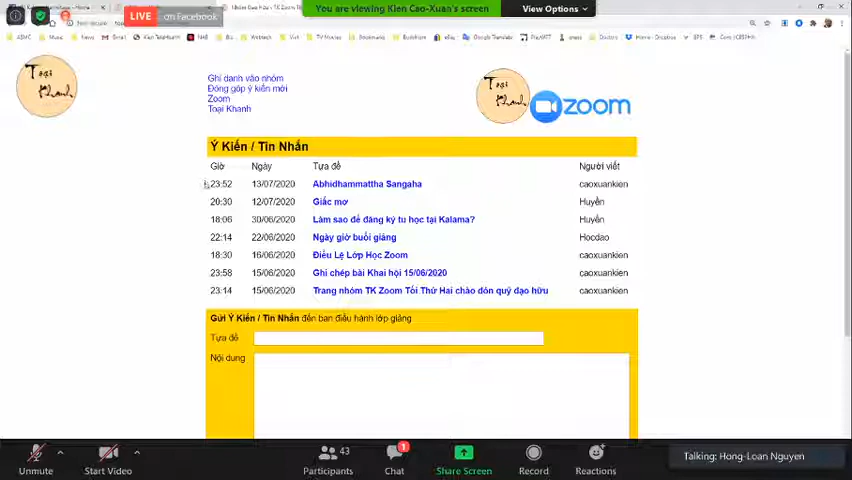 You are viewing Kien Cao-Xuan's screen
View Options
LIVE on Facebook
Toại Khanh
Ghi danh vào nhóm
Đóng góp ý kiến mới
Zoom
Toại Khanh
Toại Khanh
zoom
Ý Kiến / Tin Nhắn
Giờ Ngày Tựa đề Người viết
23:52 13/07/2020 Abhidhammattha Sangaha caoxuankien
20:30 12/07/2020 Giấc mơ Huyền
18:06 30/06/2020 Làm sao để đăng ký tu học tại Kalama? Huyền
22:14 22/06/2020 Ngày giờ buổi giảng Hocdao
18:30 16/06/2020 Điều Lệ Lớp Học Zoom caoxuankien
23:58 15/06/2020 Ghi chép bài Khai hội 15/06/2020 caoxuankien
23:14 15/06/2020 Trang nhóm TK Zoom Tối Thứ Hai chào đón quý đạo hữu caoxuankien
Gửi Ý Kiến / Tin Nhắn đến ban điều hành lớp giảng
Tựa đề
Nội dung
43
1
Unmute Start Video Participants Chat Share Screen Record Reactions
Talking: Hong-Loan Nguyen